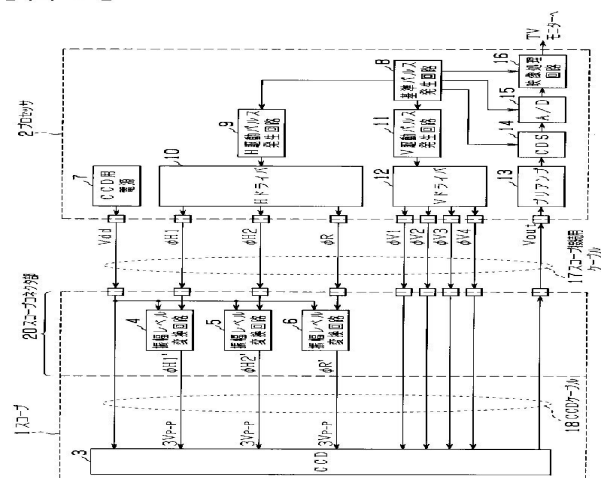 2プロセッサ
7
CCD用
電源
9
H駆動パルス
発生回路
10
Hドライバ
8
基準パルス
発生回路
11
V駆動パルス
発生回路
12
Vドライバ
13
プリアンプ
14
CDS
15
A/D
16
映像処理
回路
TV
モニターへ
Vdd
φH1
φH2
φR
φV1
φV2
φV3
φV4
Vout
17スコープ接続用
ケーブル
20スコープコネクタ部
4
振幅レベル
変換回路
5
振幅レベル
変換回路
6
振幅レベル
変換回路
φH1'
φH2'
φR'
1スコープ
3VP-P
3VP-P
3VP-P
18CCDケーブル
3
CCD